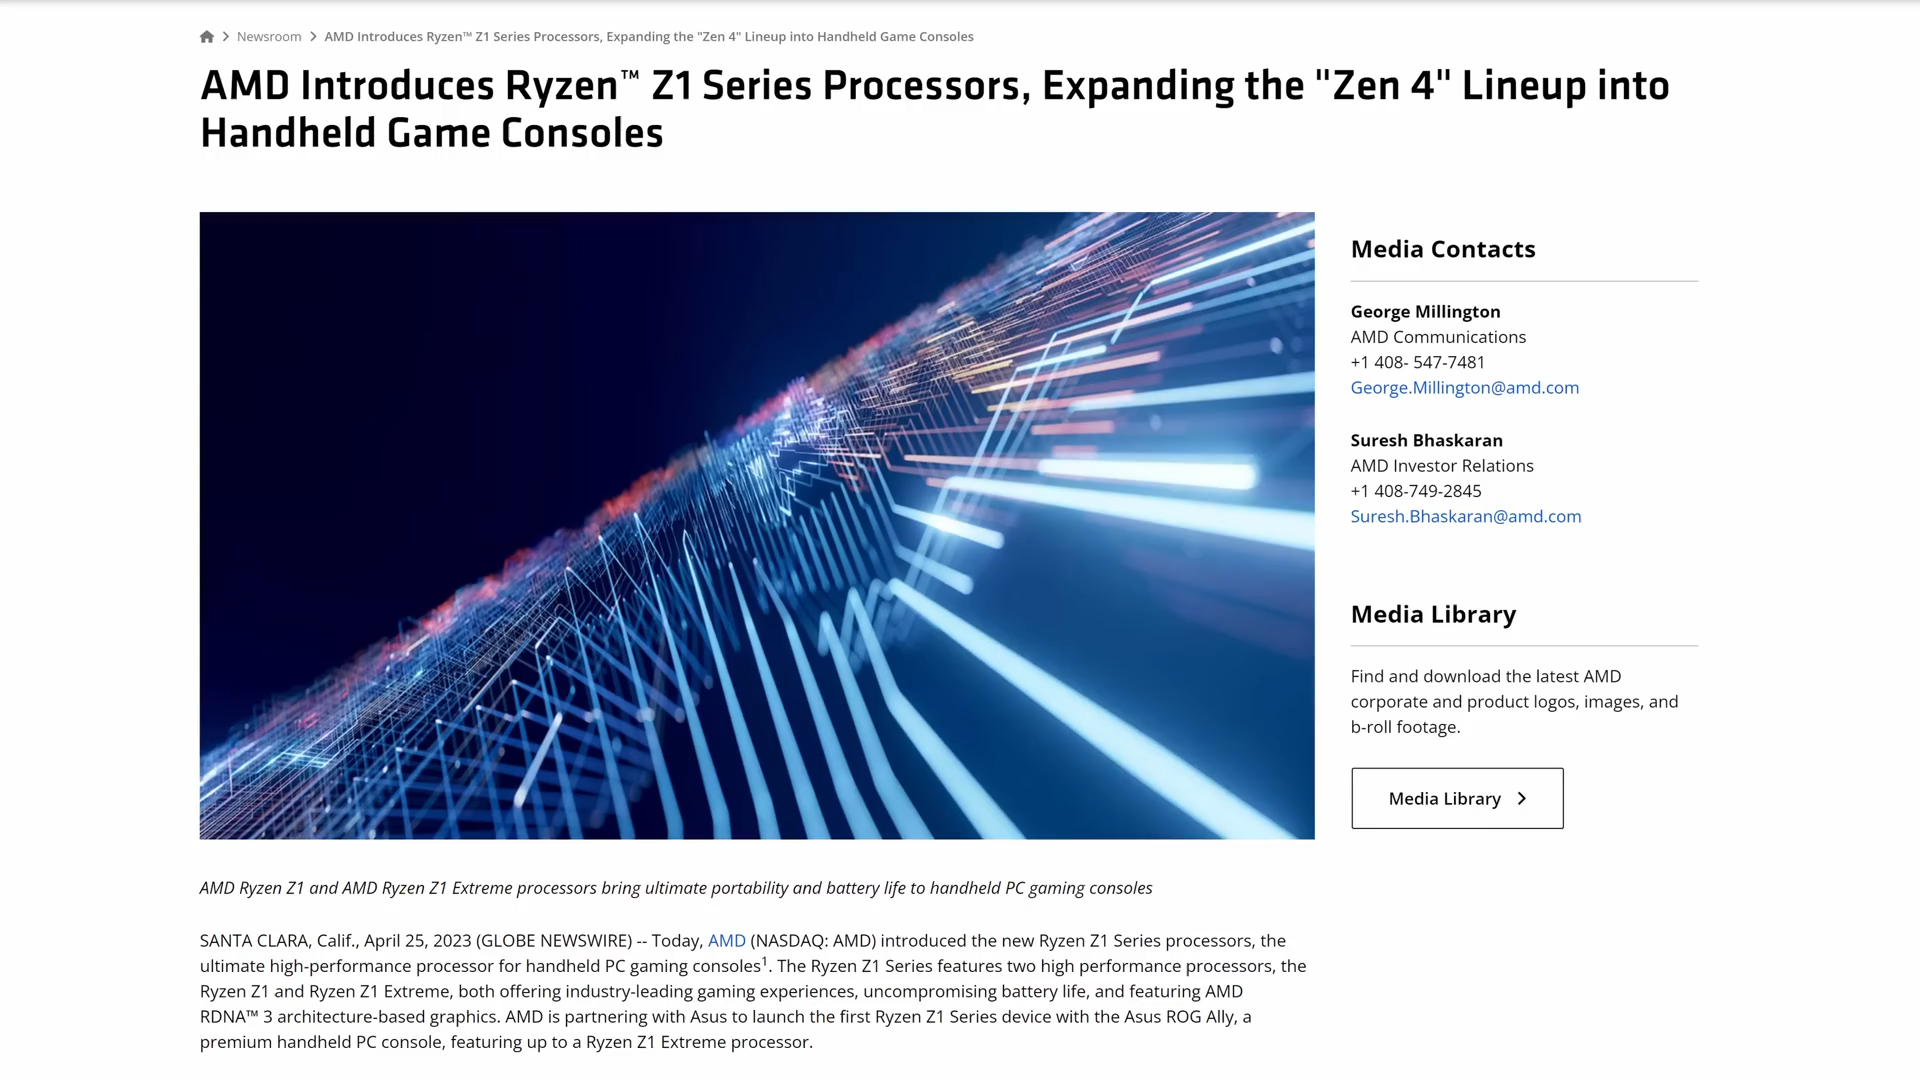 Newsroom AMD Introduces Ryzen™ Z1 Series Processors, Expanding the "Zen 4" Lineup into Handheld Game Consoles
AMD Introduces Ryzen™ Z1 Series Processors, Expanding the "Zen 4" Lineup into
Handheld Game Consoles
Media Contacts
George Millington
AMD Communications
+1 408- 547-7481
George.Millington@amd.com
Suresh Bhaskaran
AMD Investor Relations
+1 408-749-2845
Suresh.Bhaskaran@amd.com
Media Library
Find and download the latest AMD
corporate and product logos, images, and
b-roll footage.
Media Library
AMD Ryzen Z1 and AMD Ryzen Z1 Extreme processors bring ultimate portability and battery life to handheld PC gaming consoles
SANTA CLARA, Calif., April 25, 2023 (GLOBE NEWSWIRE) -- Today, AMD (NASDAQ: AMD) introduced the new Ryzen Z1 Series processors, the
ultimate high-performance processor for handheld PC gaming consoles¹. The Ryzen Z1 Series features two high performance processors, the
Ryzen Z1 and Ryzen Z1 Extreme, both offering industry-leading gaming experiences, uncompromising battery life, and featuring AMD
RDNA™ 3 architecture-based graphics. AMD is partnering with Asus to launch the first Ryzen Z1 Series device with the Asus ROG Ally, a
premium handheld PC console, featuring up to a Ryzen Z1 Extreme processor.